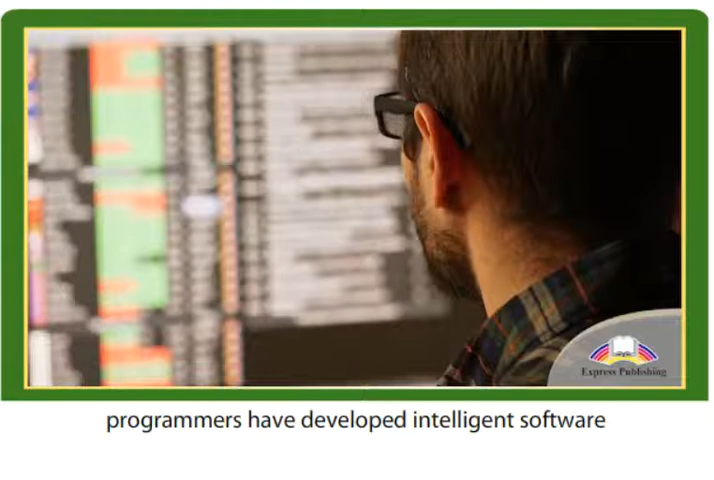 Express Publishing
programmers have developed intelligent software